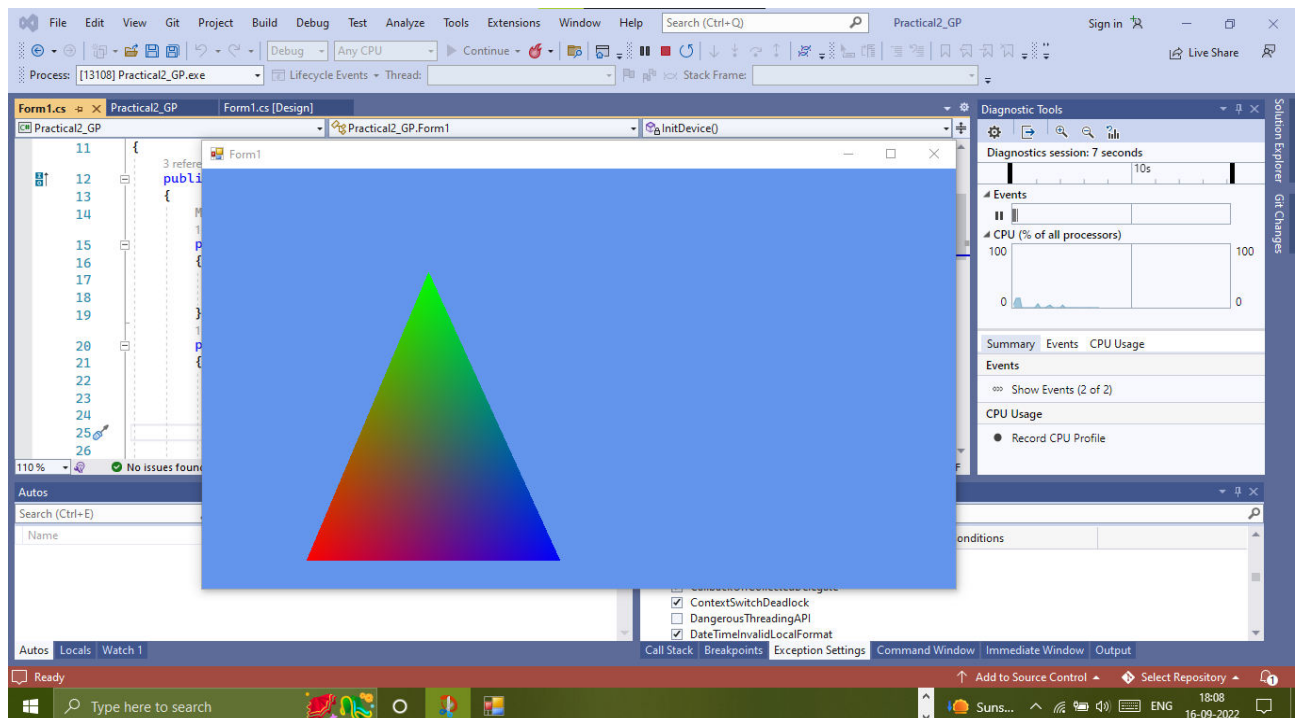 File Edit View Git Project Build Debug Test Analyze Tools Extensions Window Help Search (Ctrl+Q) Practical2_GP Sign in
Debug Any CPU Continue Live Share
Process: [13108] Practical2_GP.exe Lifecycle Events Thread: Stack Frame:
Form1.cs Practical2_GP Form1.cs [Design]
Practical2_GP Practical2_GP.Form1 InitDevice()
11 {
3 refere
12 publi
13 {
14 M
1
15 p
16 {
17
18
19 }
1
20 p
21 {
22
23
24
25
26
Form1
110 % No issues foun
Diagnostic Tools
Diagnostics session: 7 seconds
10s
Events
CPU (% of all processors)
100 100
0 0
Summary Events CPU Usage
Events
Show Events (2 of 2)
CPU Usage
Record CPU Profile
Solution Explorer
Git Changes
Autos
Search (Ctrl+E)
Name
onditions
ContextSwitchDeadlock
DangerousThreadingAPI
DateTimeInvalidLocalFormat
Autos Locals Watch 1
Call Stack Breakpoints Exception Settings Command Window Immediate Window Output
Ready Add to Source Control Select Repository
Type here to search Suns... ENG 18:08
16-09-2022